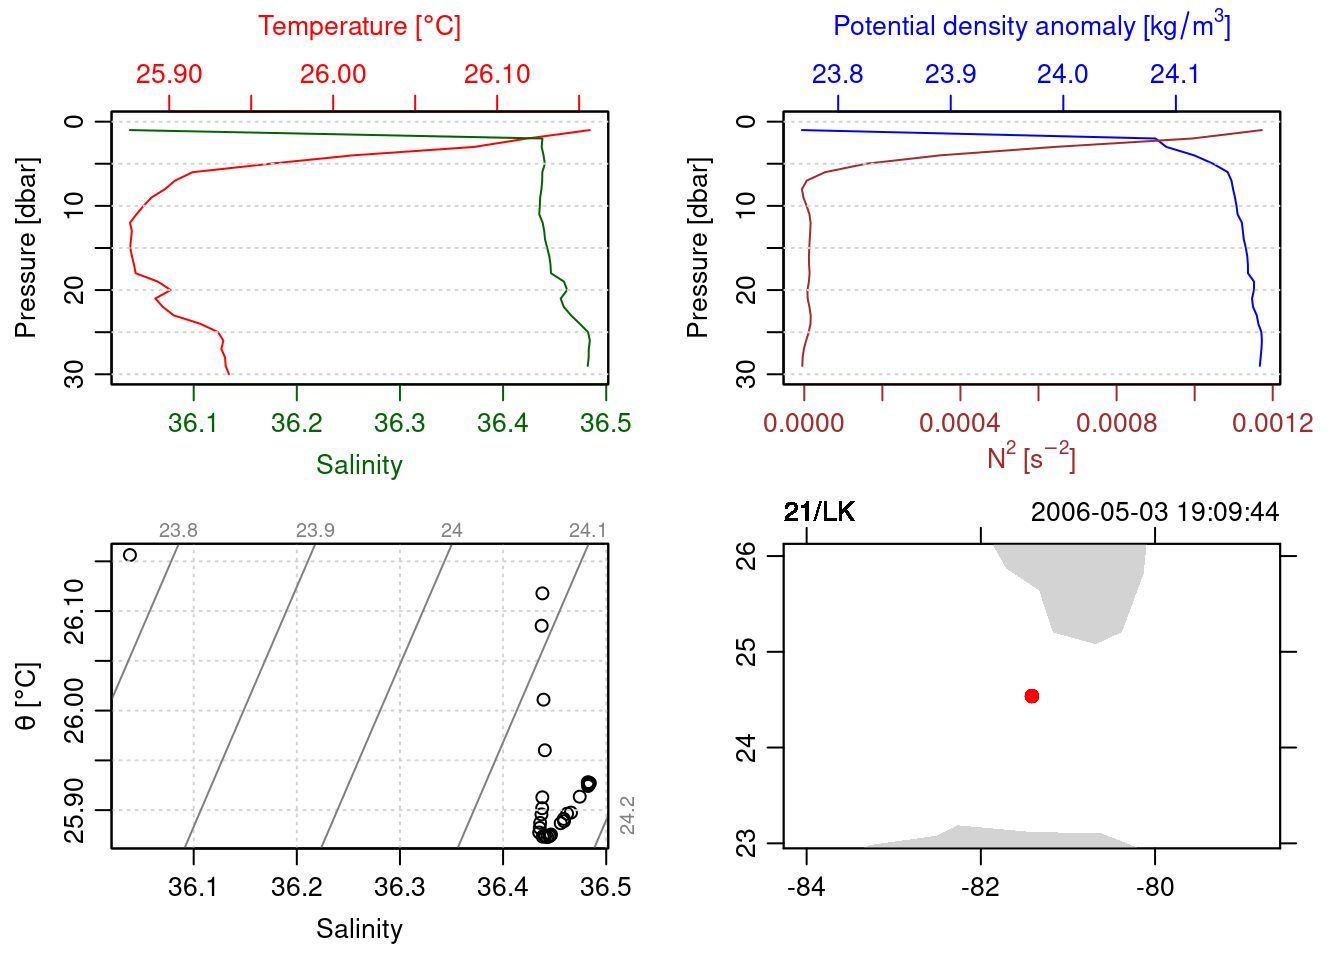 Temperature [°C]
25.90 26.00 26.10
0
10
20
30
Pressure [dbar]
36.1 36.2 36.3 36.4 36.5
Salinity
Potential density anomaly [kg/m³]
23.8 23.9 24.0 24.1
0
10
20
30
Pressure [dbar]
0.0000 0.0004 0.0008 0.0012
N² [s⁻²]
23.8 23.9 24 24.1
24.2
26.10
26.00
25.90
θ [°C]
36.1 36.2 36.3 36.4 36.5
Salinity
21/LK 2006-05-03 19:09:44
26
25
24
23
-84 -82 -80